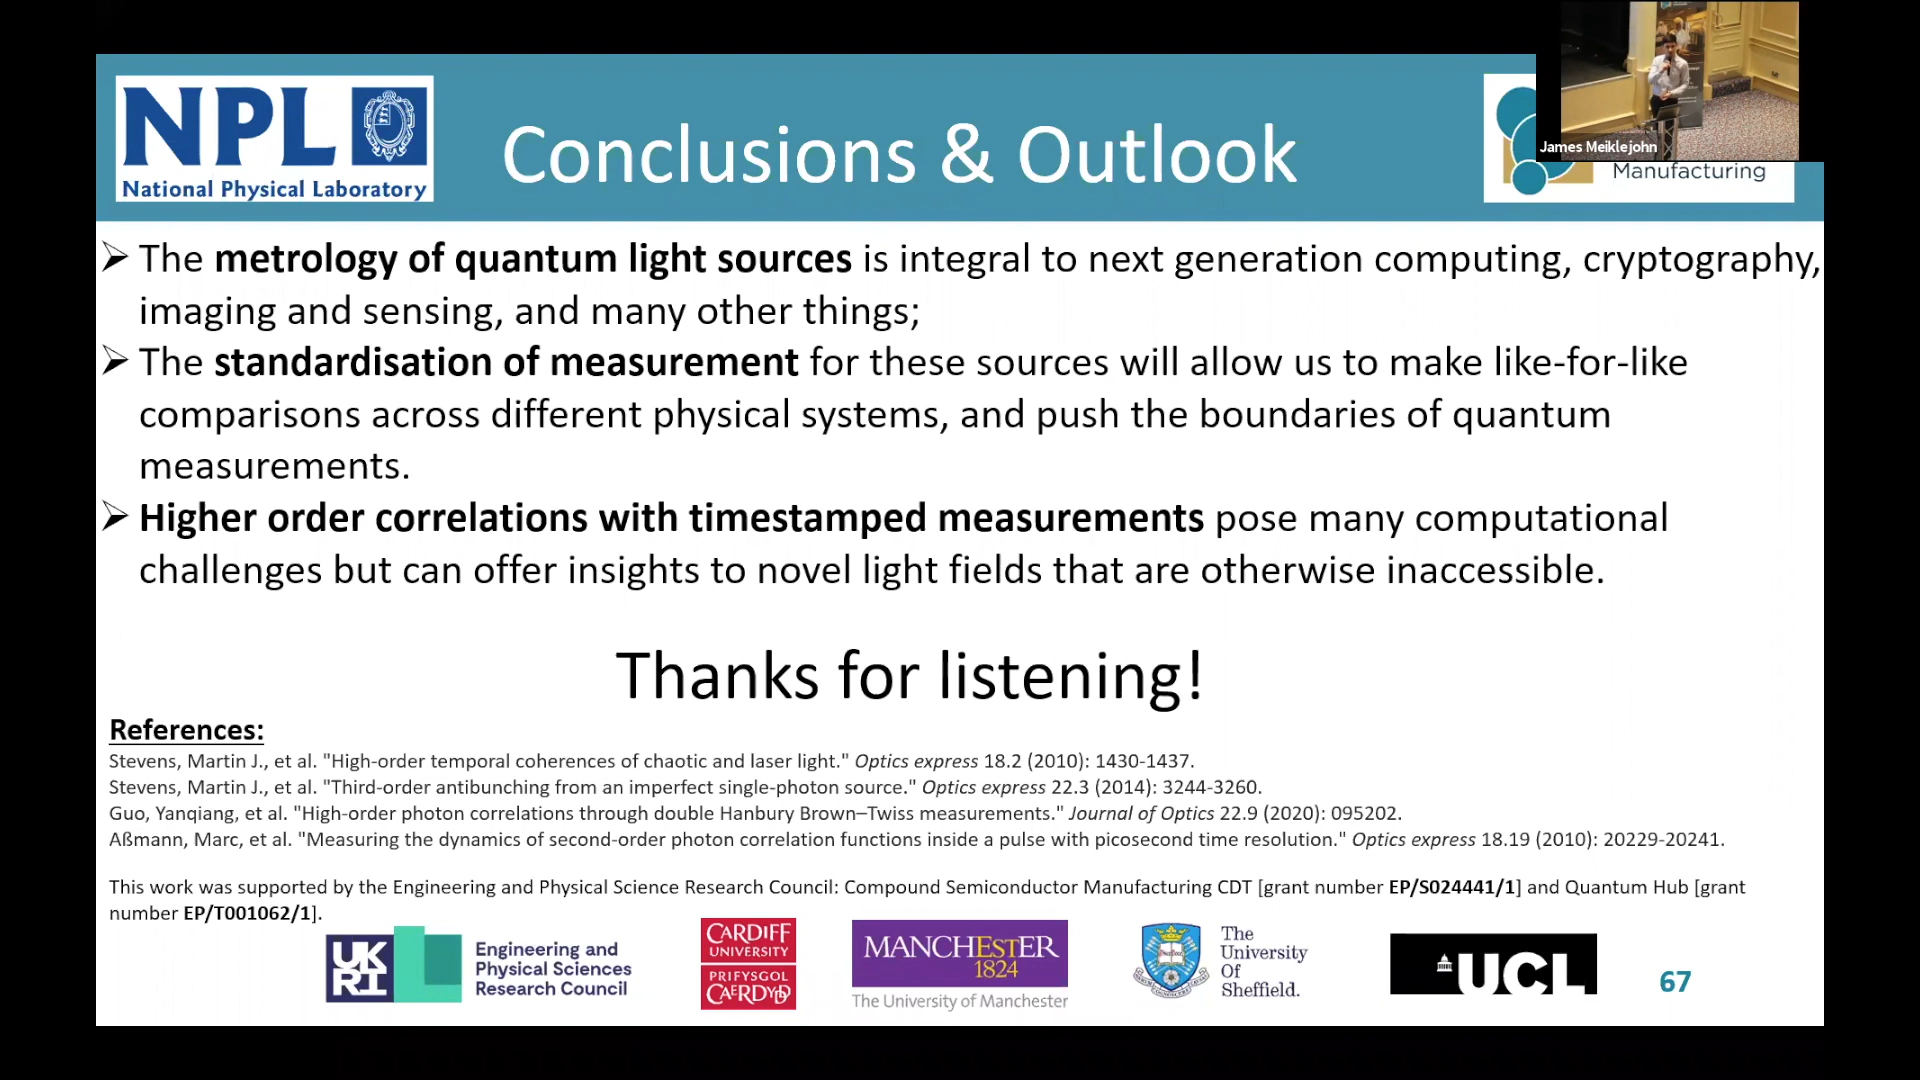 NPL
National Physical Laboratory
Conclusions & Outlook
James Meiklejohn
Manufacturing
➢ The metrology of quantum light sources is integral to next generation computing, cryptography,
imaging and sensing, and many other things;
➢ The standardisation of measurement for these sources will allow us to make like-for-like
comparisons across different physical systems, and push the boundaries of quantum
measurements.
➢ Higher order correlations with timestamped measurements pose many computational
challenges but can offer insights to novel light fields that are otherwise inaccessible.
Thanks for listening!
References:
Stevens, Martin J., et al. "High-order temporal coherences of chaotic and laser light." Optics express 18.2 (2010): 1430-1437.
Stevens, Martin J., et al. "Third-order antibunching from an imperfect single-photon source." Optics express 22.3 (2014): 3244-3260.
Guo, Yanqiang, et al. "High-order photon correlations through double Hanbury Brown–Twiss measurements." Journal of Optics 22.9 (2020): 095202.
Aßmann, Marc, et al. "Measuring the dynamics of second-order photon correlation functions inside a pulse with picosecond time resolution." Optics express 18.19 (2010): 20229-20241.
This work was supported by the Engineering and Physical Science Research Council: Compound Semiconductor Manufacturing CDT [grant number EP/S024441/1] and Quantum Hub [grant
number EP/T001062/1].
UK
RI
Engineering and
Physical Sciences
Research Council
CARDIFF
UNIVERSITY
PRIFYSGOL
CAERDYDD
MANCHESTER
1824
The University of Manchester
The
University
Of
Sheffield.
UCL
67